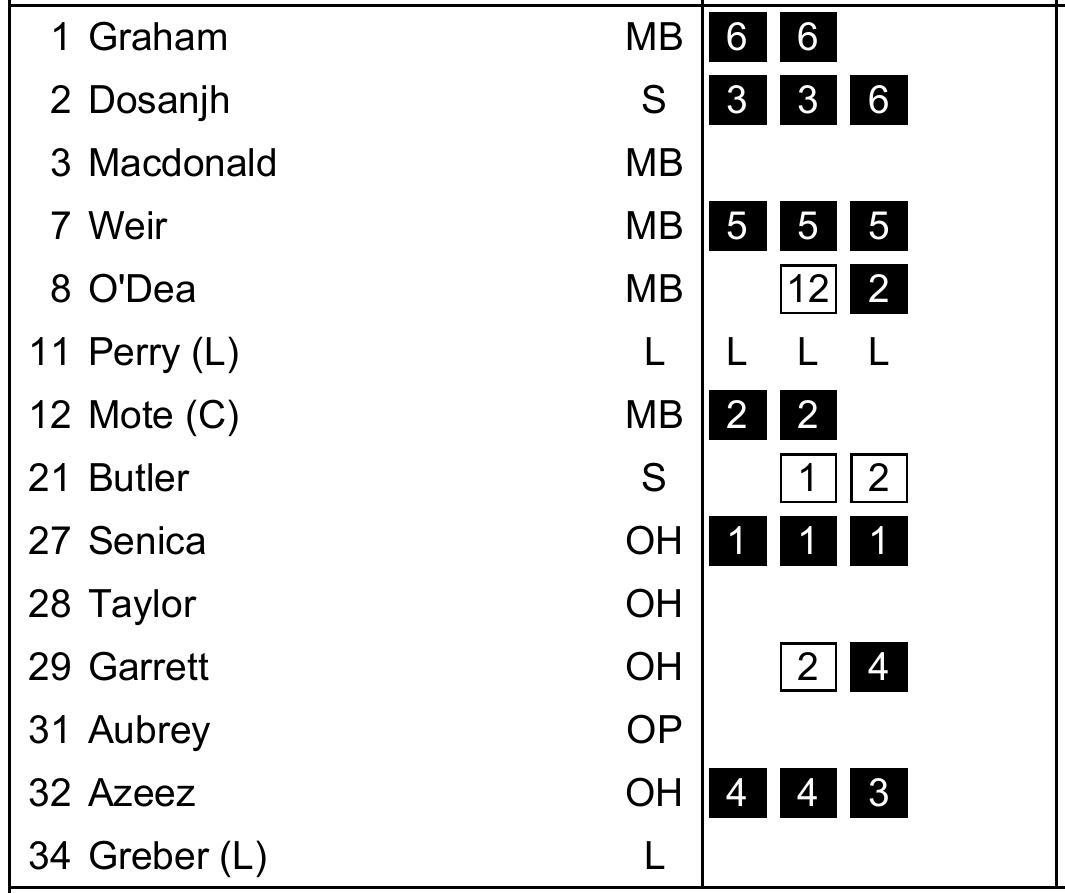 1 Graham MB 6 6
2 Dosanjh S 3 3 6
3 Macdonald MB
7 Weir MB 5 5 5
8 O'Dea MB 12 2
11 Perry (L) L L L L
12 Mote (C) MB 2 2
21 Butler S 1 2
27 Senica OH 1 1 1
28 Taylor OH
29 Garrett OH 2 4
31 Aubrey OP
32 Azeez OH 4 4 3
34 Greber (L) L